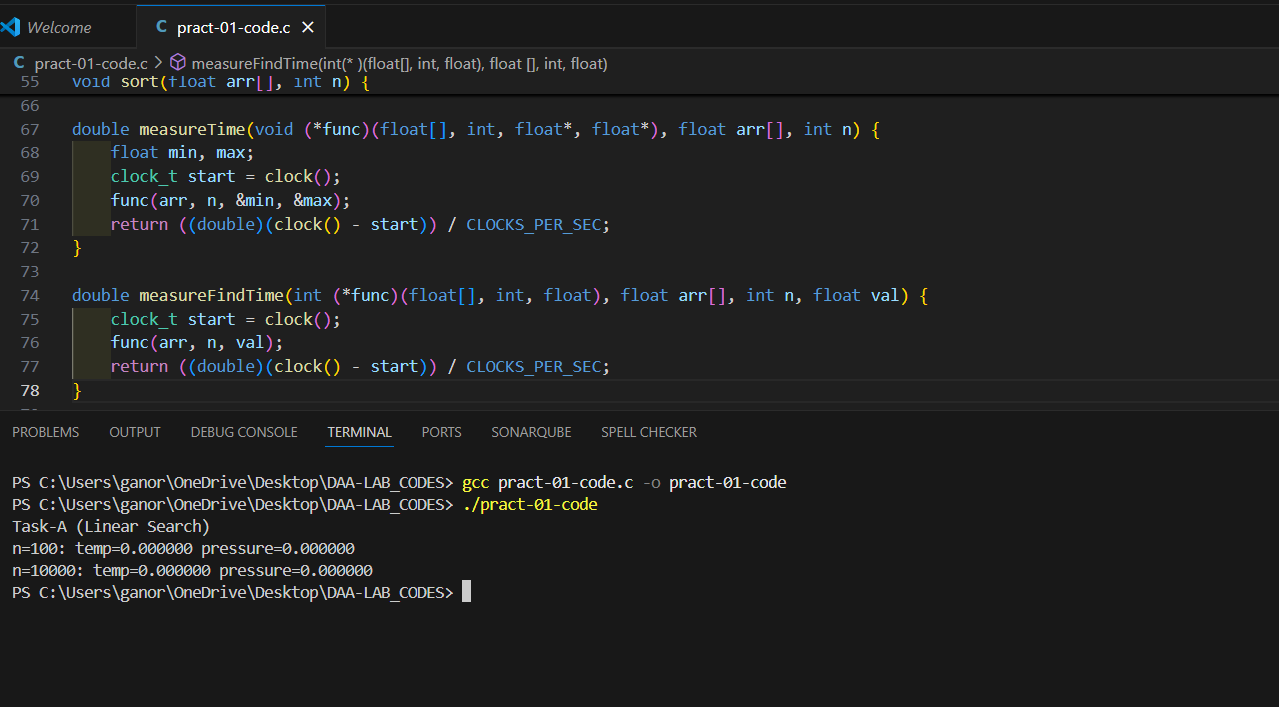 Welcome
C pract-01-code.c ×
C pract-01-code.c > measureFindTime(int(* )(float[], int, float), float [], int, float)
55 void sort(float arr[], int n) {
66
67 double measureTime(void (*func)(float[], int, float*, float*), float arr[], int n) {
68     float min, max;
69     clock_t start = clock();
70     func(arr, n, &min, &max);
71     return ((double)(clock() - start)) / CLOCKS_PER_SEC;
72 }
73
74 double measureFindTime(int (*func)(float[], int, float), float arr[], int n, float val) {
75     clock_t start = clock();
76     func(arr, n, val);
77     return ((double)(clock() - start)) / CLOCKS_PER_SEC;
78 }
PROBLEMS OUTPUT DEBUG CONSOLE TERMINAL PORTS SONARQUBE SPELL CHECKER
PS C:\Users\ganor\OneDrive\Desktop\DAA-LAB_CODES> gcc pract-01-code.c -o pract-01-code
PS C:\Users\ganor\OneDrive\Desktop\DAA-LAB_CODES> ./pract-01-code
Task-A (Linear Search)
n=100: temp=0.000000 pressure=0.000000
n=10000: temp=0.000000 pressure=0.000000
PS C:\Users\ganor\OneDrive\Desktop\DAA-LAB_CODES>